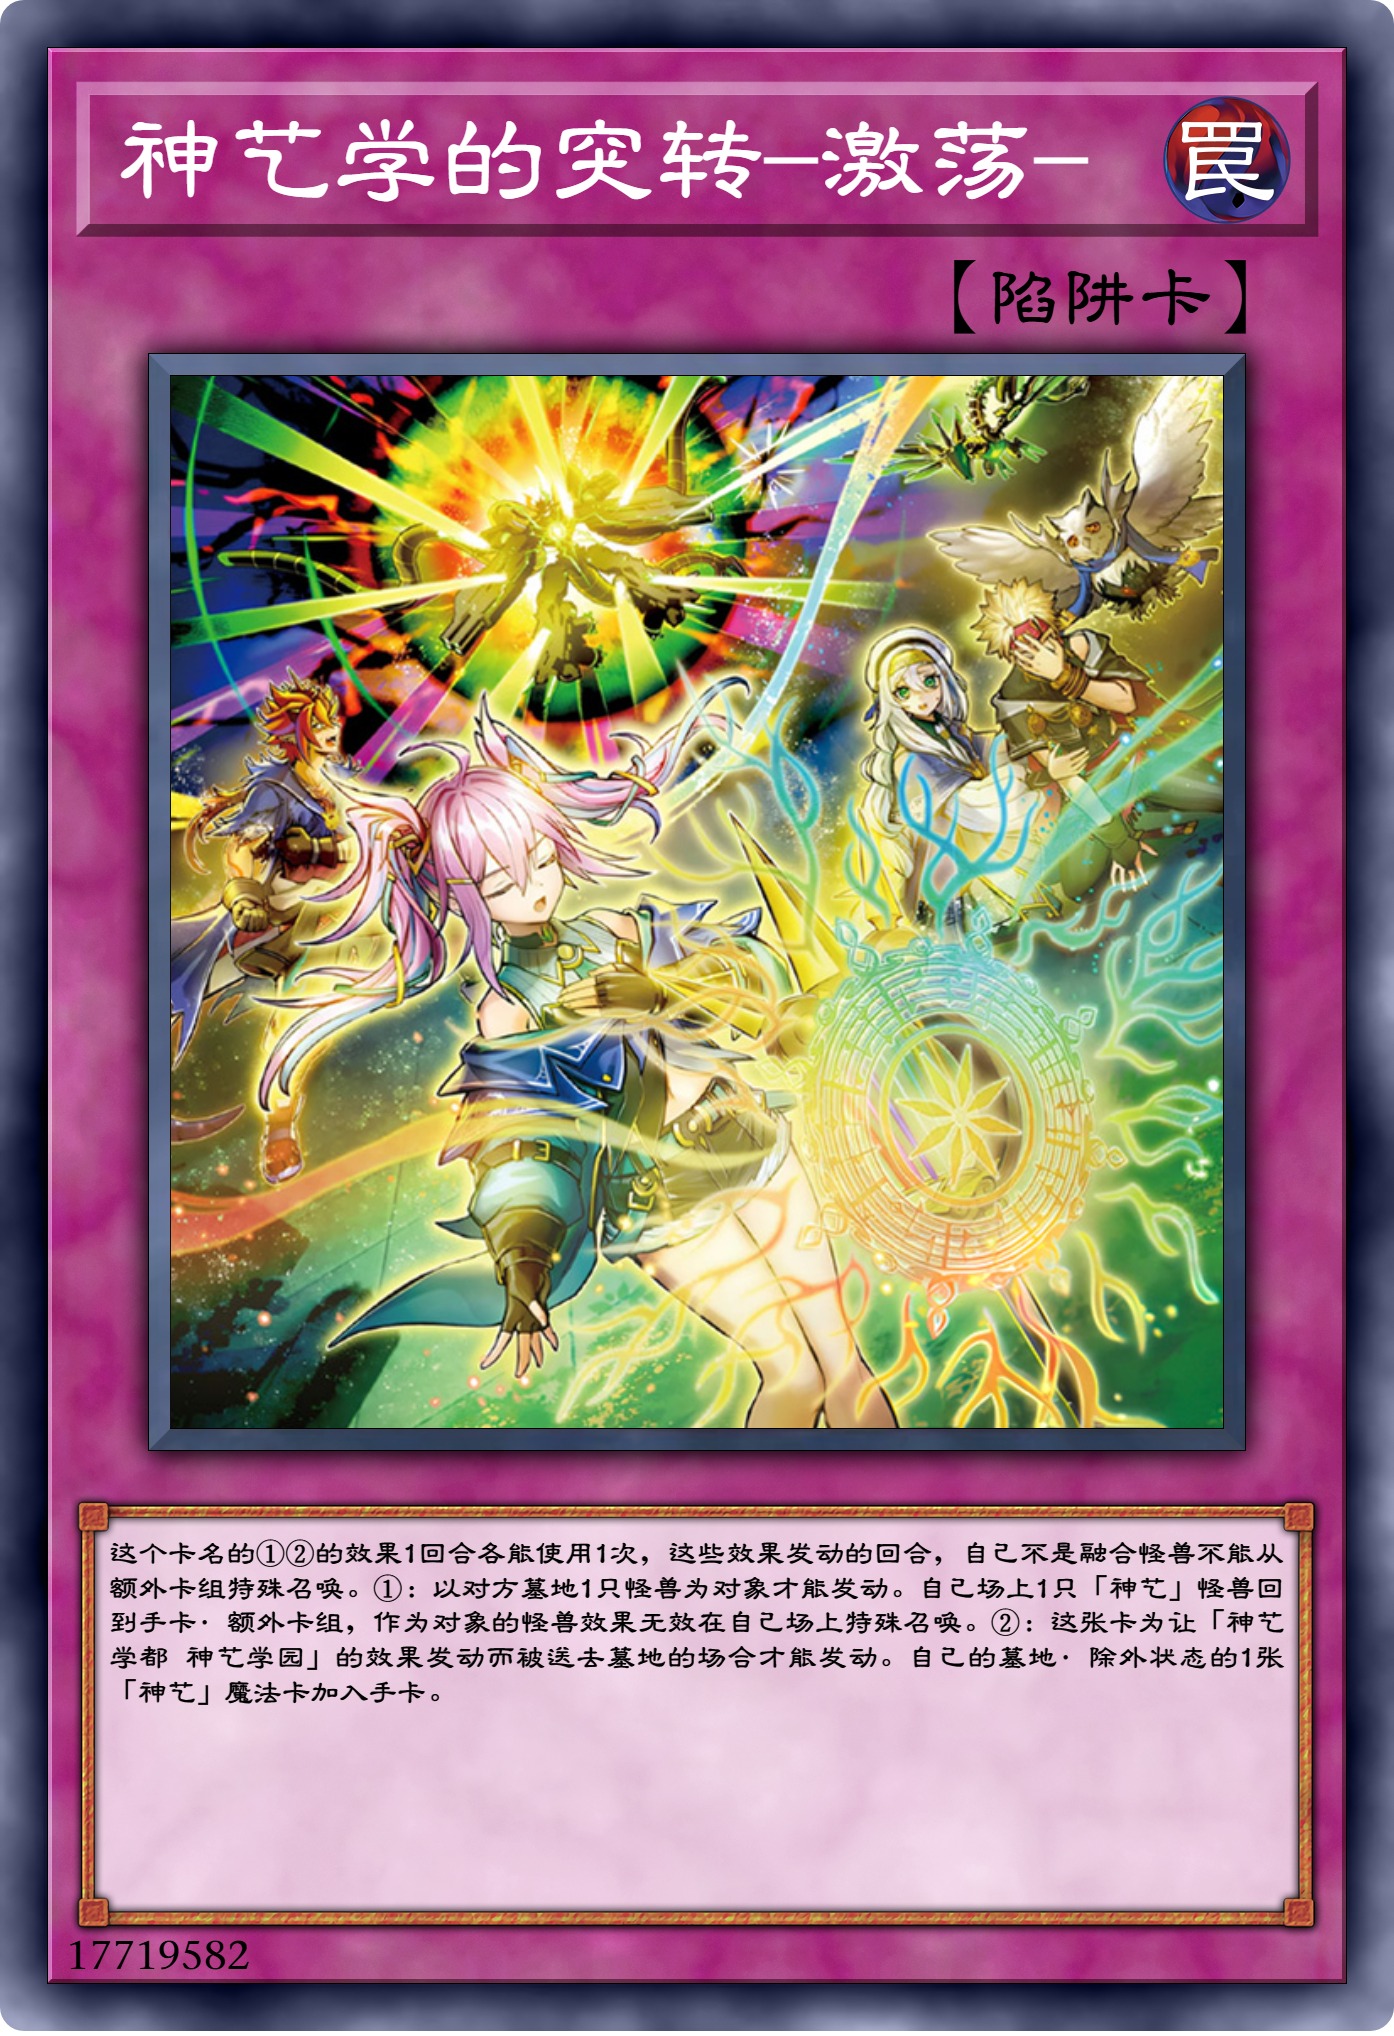 神艺学的突转-激荡-
罠
【陷阱卡】
这个卡名的①②的效果1回合各能使用1次，这些效果发动的回合，自己不是融合怪兽不能从
额外卡组特殊召唤。①：以对方墓地1只怪兽为对象才能发动。自己场上1只「神艺」怪兽回
到手卡·额外卡组，作为对象的怪兽效果无效在自己场上特殊召唤。②：这张卡为让「神艺
学都 神艺学园」的效果发动而被送去墓地的场合才能发动。自己的墓地·除外状态的1张
「神艺」魔法卡加入手卡。
17719582